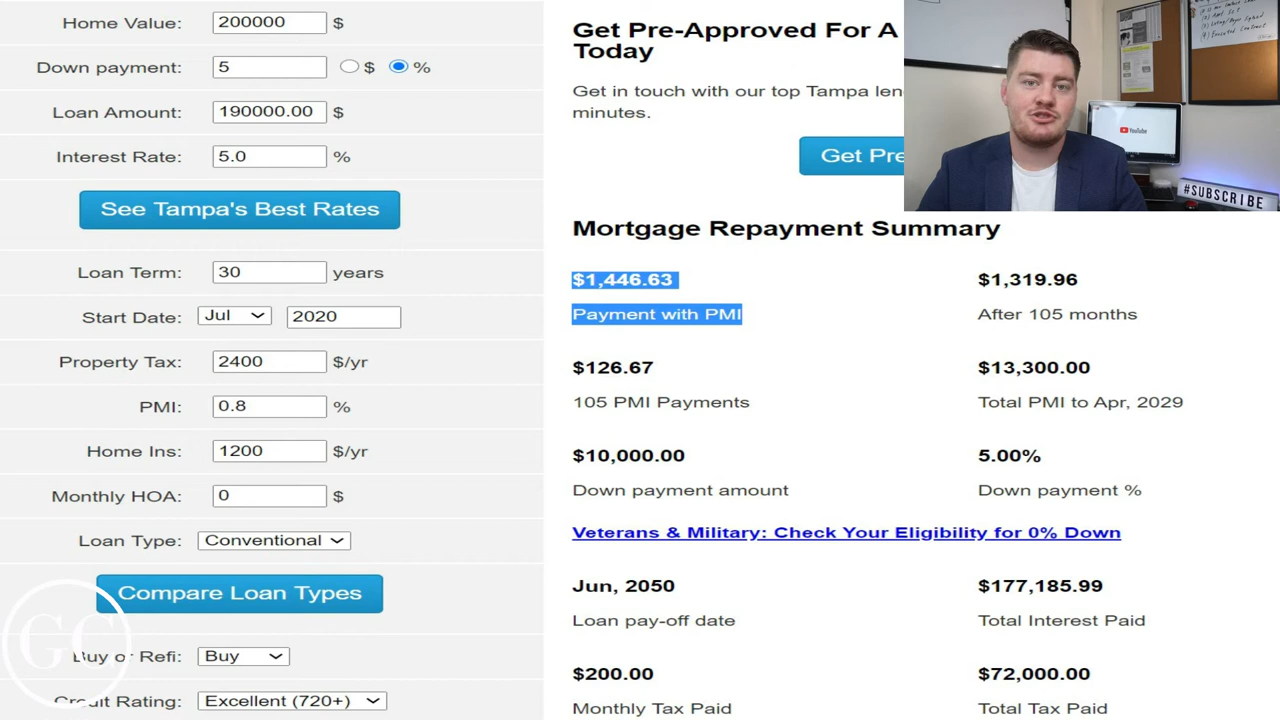 Home Value: 200000 $
Down payment: 5 $ %
Loan Amount: 190000.00 $
Interest Rate: 5.0 %
See Tampa's Best Rates
Loan Term: 30 years
Start Date: Jul 2020
Property Tax: 2400 $/yr
PMI: 0.8 %
Home Ins: 1200 $/yr
Monthly HOA: 0 $
Loan Type: Conventional
Compare Loan Types
Buy or Refi: Buy
Credit Rating: Excellent (720+)
GC
Get Pre-Approved For A
Today
Get in touch with our top Tampa len
minutes.
Get Pre
YouTube
#SUBSCRIBE
Mortgage Repayment Summary
$1,446.63 $1,319.96
Payment with PMI After 105 months
$126.67 $13,300.00
105 PMI Payments Total PMI to Apr, 2029
$10,000.00 5.00%
Down payment amount Down payment %
Veterans & Military: Check Your Eligibility for 0% Down
Jun, 2050 $177,185.99
Loan pay-off date Total Interest Paid
$200.00 $72,000.00
Monthly Tax Paid Total Tax Paid